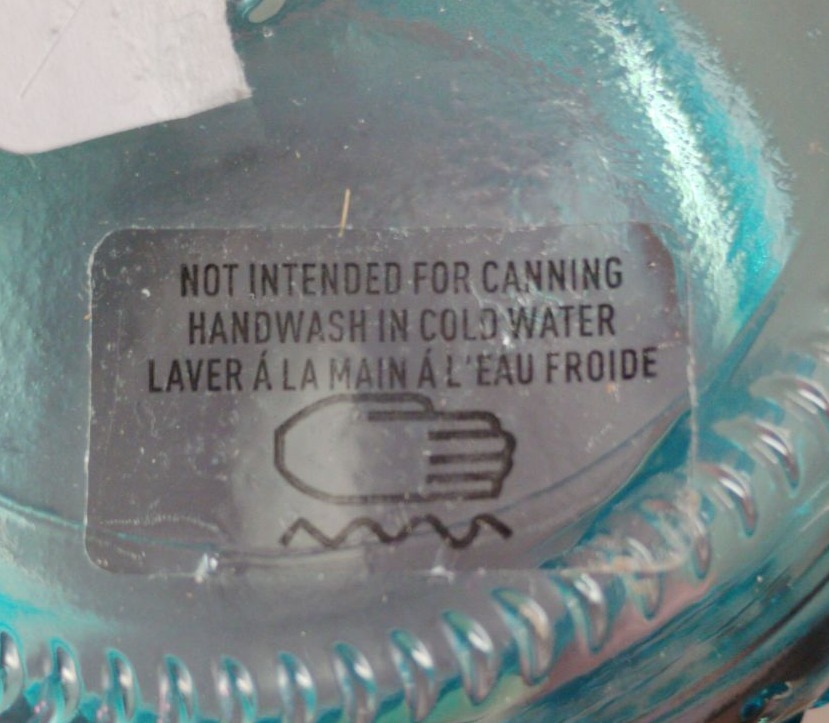 NOT INTENDED FOR CANNING
HANDWASH IN COLD WATER
LAVER Á LA MAIN Á L'EAU FROIDE